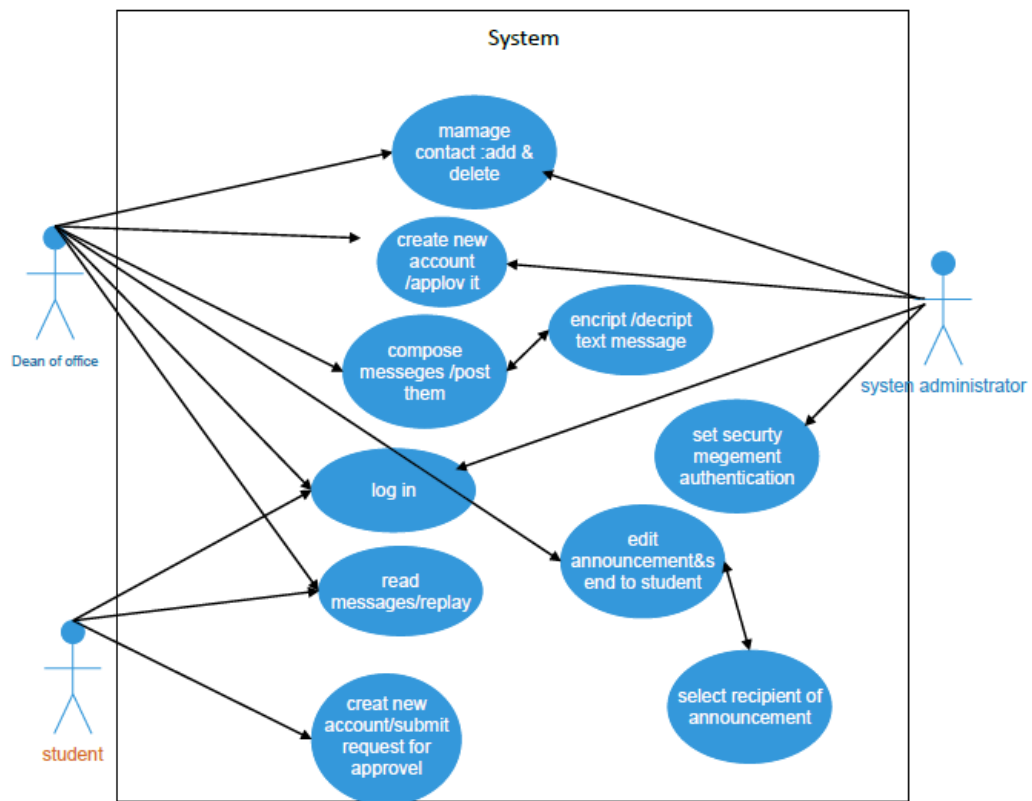 System
mamage
contact :add &
delete
create new
account
/applov it
Dean of office
encript /decript
text message
compose
messeges /post
them
systen administrator
set securty
megement
authentication
log in
edit
announcement&s
end to student
read
messages/replay
select recipient of
announcement
creat new
account/submit
request for
approvel
student